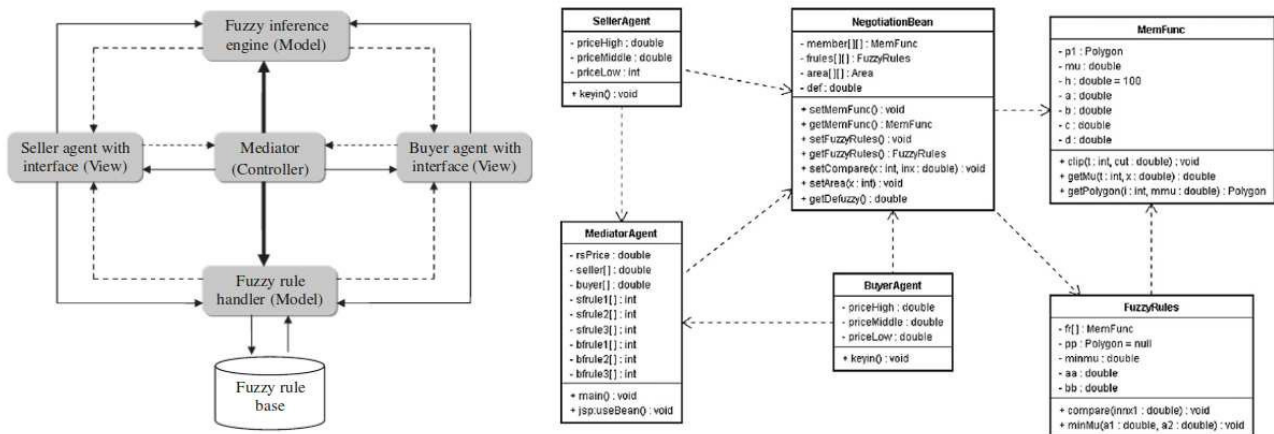 Fuzzy inference
engine (Model)
Seller agent with
interface (View)
Mediator
(Controller)
Buyer agent with
interface (View)
Fuzzy rule
handler (Model)
Fuzzy rule
base
SellerAgent
- priceHigh : double
- priceMiddle : double
- priceLow : int
+ keyin() : void
NegotiationBean
- member[][] : MemFunc
- frules[][] : FuzzyRules
- area[][] : Area
- def : double
+ setMemFunc() : void
+ getMemFunc() : MemFunc
+ setFuzzyRules() : void
+ getFuzzyRules() : FuzzyRules
+ setCompare(x : int, inx : double) : void
+ setArea(x : int) : void
+ getDefuzzy() : double
MemFunc
- p1 : Polygon
- mu : double
- h : double = 100
- a : double
- b : double
- c : double
- d : double
+ clip(t : int, cut : double) : void
+ getMu(t : int, x : double) : double
+ getPolygon(i : int, mmu : double) : Polygon
MediatorAgent
- rsPrice : double
- seller[] : double
- buyer[] : double
- sfrule1[] : int
- sfrule2[] : int
- sfrule3[] : int
- bfrule1[] : int
- bfrule2[] : int
- bfrule3[] : int
+ main() : void
+ jsp:useBean() : void
BuyerAgent
- priceHigh : double
- priceMiddle : double
- priceLow : double
+ keyin() : void
FuzzyRules
- fr[] : MemFunc
- pp : Polygon = null
- minmu : double
- aa : double
- bb : double
+ compare(innx1 : double) : void
+ minMu(a1 : double, a2 : double) : void